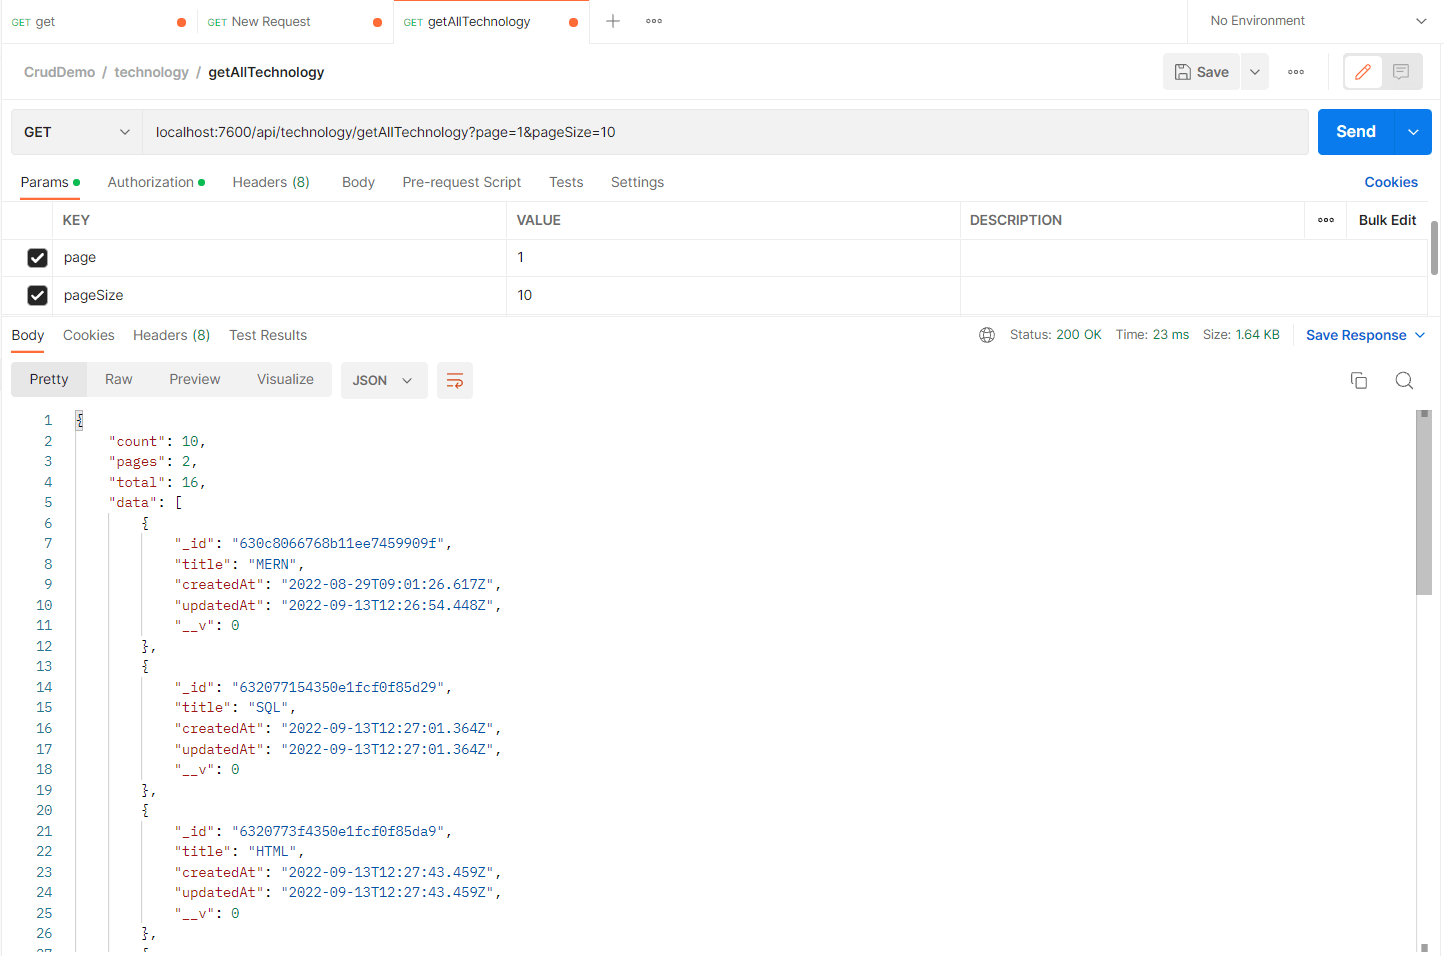 GET get GET New Request GET getAllTechnology No Environment
CrudDemo / technology / getAllTechnology Save
GET localhost:7600/api/technology/getAllTechnology?page=1&pageSize=10 Send
Params Authorization Headers (8) Body Pre-request Script Tests Settings Cookies
KEY VALUE DESCRIPTION Bulk Edit
page 1
pageSize 10
Body Cookies Headers (8) Test Results Status: 200 OK Time: 23 ms Size: 1.64 KB Save Response
Pretty Raw Preview Visualize JSON
1 {
2 "count": 10,
3 "pages": 2,
4 "total": 16,
5 "data": [
6 {
7 "_id": "630c8066768b11ee7459909f",
8 "title": "MERN",
9 "createdAt": "2022-08-29T09:01:26.617Z",
10 "updatedAt": "2022-09-13T12:26:54.448Z",
11 "__v": 0
12 },
13 {
14 "_id": "632077154350e1fcf0f85d29",
15 "title": "SQL",
16 "createdAt": "2022-09-13T12:27:01.364Z",
17 "updatedAt": "2022-09-13T12:27:01.364Z",
18 "__v": 0
19 },
20 {
21 "_id": "6320773f4350e1fcf0f85da9",
22 "title": "HTML",
23 "createdAt": "2022-09-13T12:27:43.459Z",
24 "updatedAt": "2022-09-13T12:27:43.459Z",
25 "__v": 0
26 },
27 {